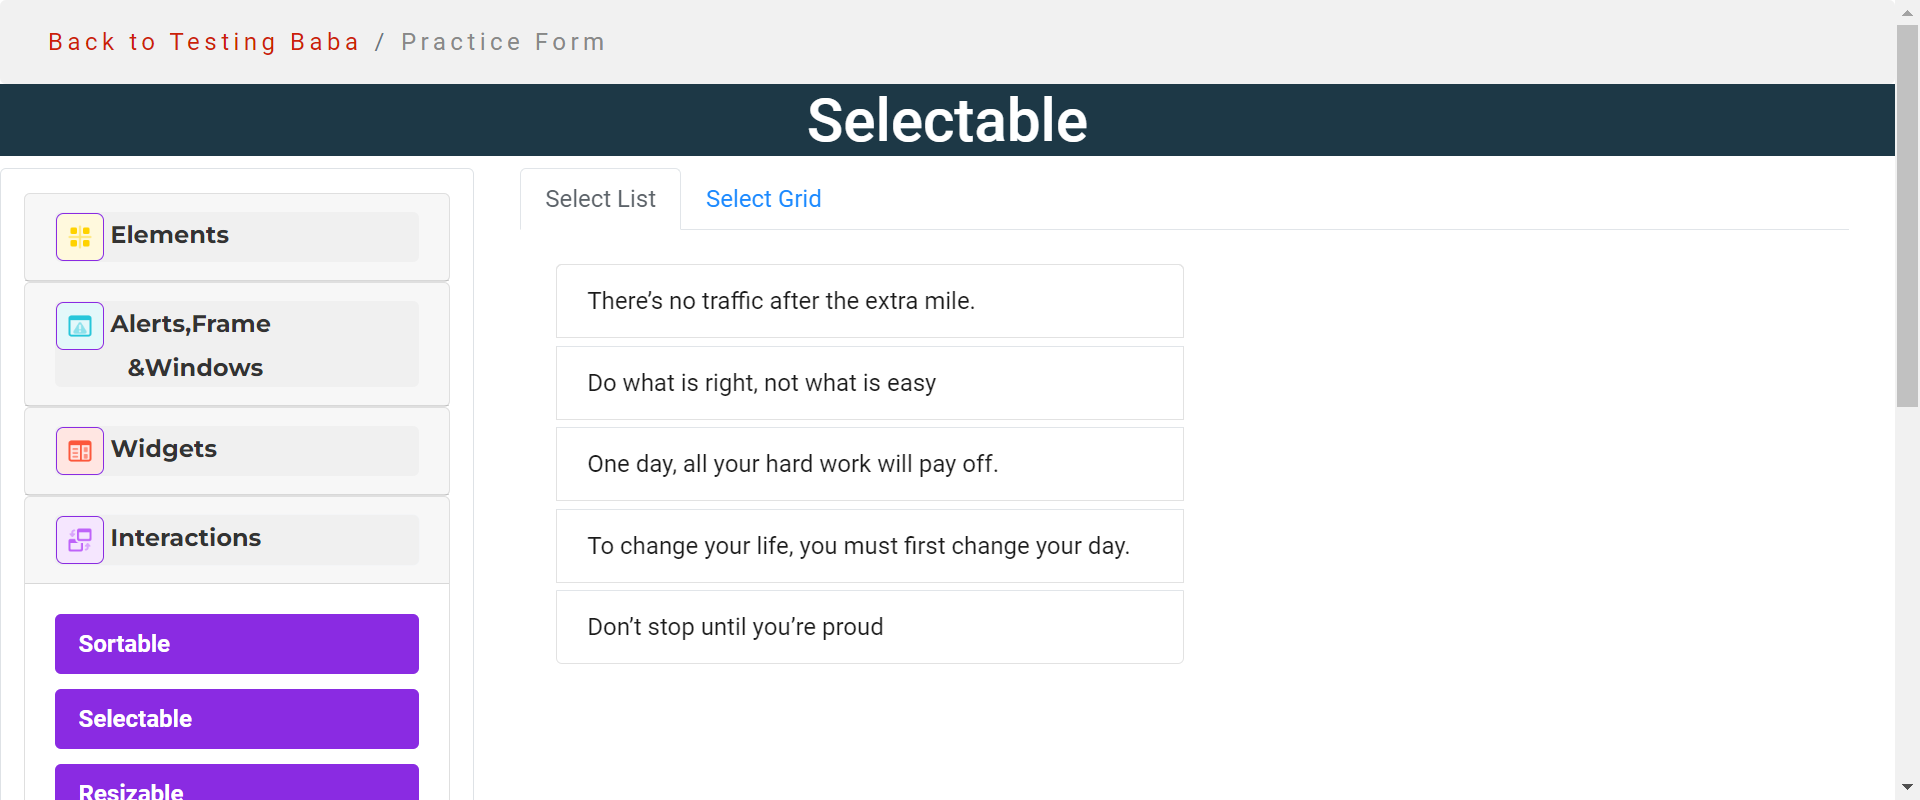 Back to Testing Baba / Practice Form
Selectable
Elements
Alerts,Frame
&Windows
Widgets
Interactions
Sortable
Selectable
Resizable
Select List
Select Grid
There’s no traffic after the extra mile.
Do what is right, not what is easy
One day, all your hard work will pay off.
To change your life, you must first change your day.
Don’t stop until you’re proud